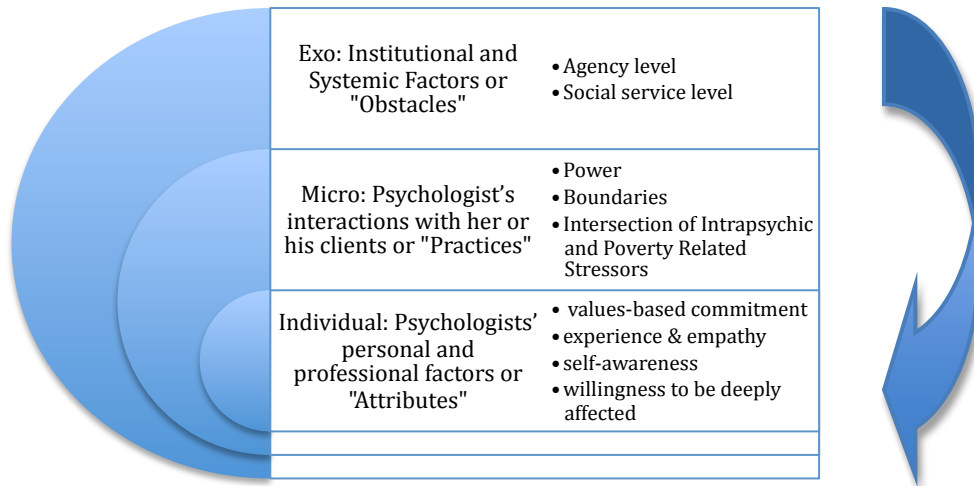 Exo: Institutional and
Systemic Factors or
"Obstacles"
•Agency level
•Social service level
Micro: Psychologist’s
interactions with her or
his clients or "Practices"
•Power
•Boundaries
•Intersection of Intrapsychic
and Poverty Related
Stressors
Individual: Psychologists’
personal and
professional factors or
"Attributes"
• values-based commitment
•experience & empathy
•self-awareness
•willingness to be deeply
affected